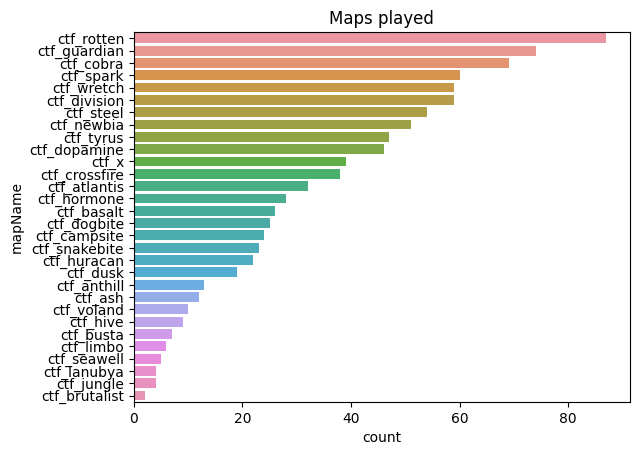 Maps played
ctf_rotten
ctf_guardian
ctf_cobra
ctf_spark
ctf_wretch
ctf_division
ctf_steel
ctf_newbia
ctf_tyrus
ctf_dopamine
ctf_x
ctf_crossfire
ctf_atlantis
ctf_hormone
ctf_basalt
ctf_dogbite
ctf_campsite
ctf_snakebite
ctf_huracan
ctf_dusk
ctf_anthill
ctf_ash
ctf_voland
ctf_hive
ctf_busta
ctf_limbo
ctf_seawell
ctf_lanubya
ctf_jungle
ctf_brutalist
mapName
0 20 40 60 80
count